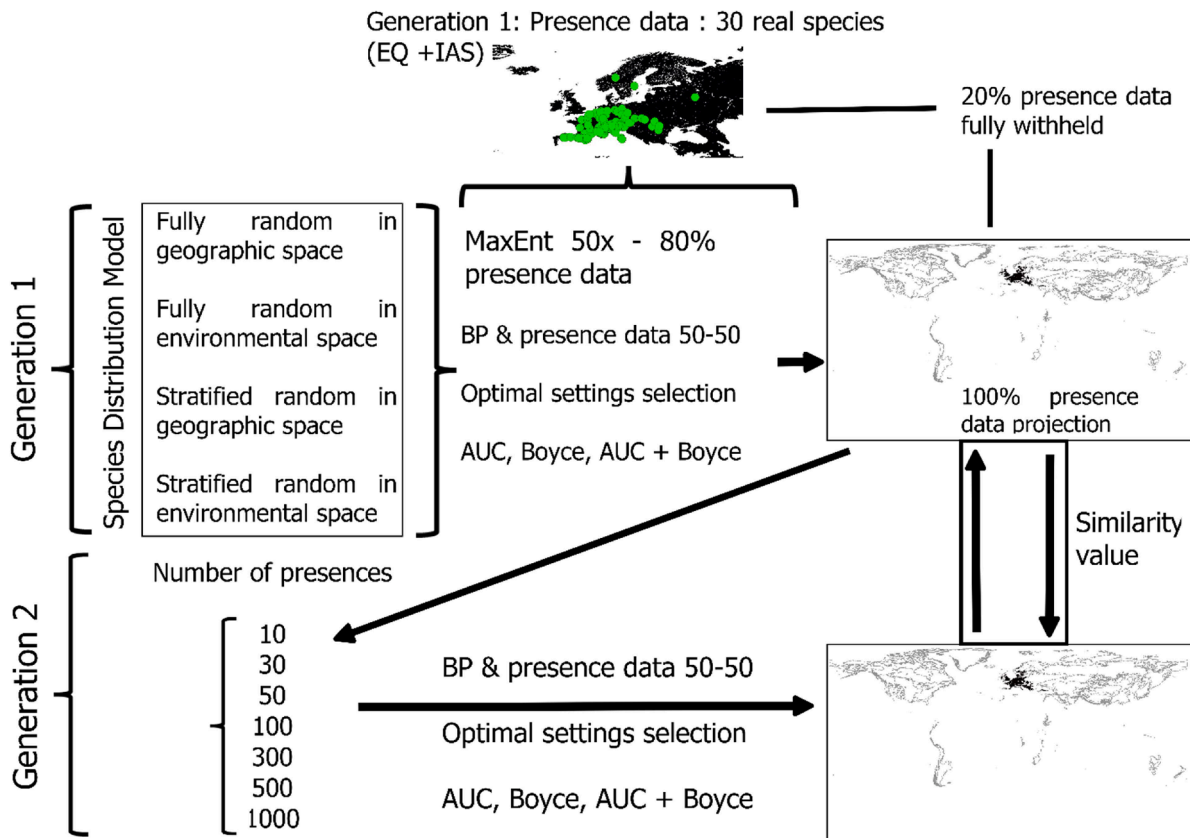 Generation 1: Presence data : 30 real species
(EQ +IAS)
20% presence data
fully withheld
Generation 1
Species Distribution Model
Fully random in
geographic space
Fully random in
environmental space
Stratified random in
geographic space
Stratified random in
environmental space
MaxEnt 50x - 80%
presence data
BP & presence data 50-50
Optimal settings selection
AUC, Boyce, AUC + Boyce
100% presence
data projection
Similarity
value
Generation 2
Number of presences
10
30
50
100
300
500
1000
BP & presence data 50-50
Optimal settings selection
AUC, Boyce, AUC + Boyce